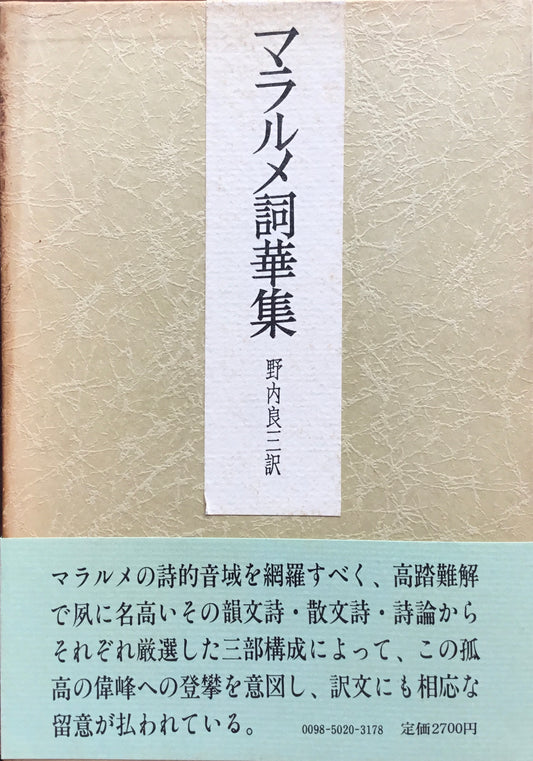 マラルメ詞華集
野内良三訳
マラルメの詩的音域を網羅すべく、高踏難解
で夙に名高いその韻文詩・散文詩・詩論から
それぞれ厳選した三部構成によって、この孤
高の偉峰への登攀を意図し、訳文にも相応な
留意が払われている。
0098-5020-3178 定価2700円